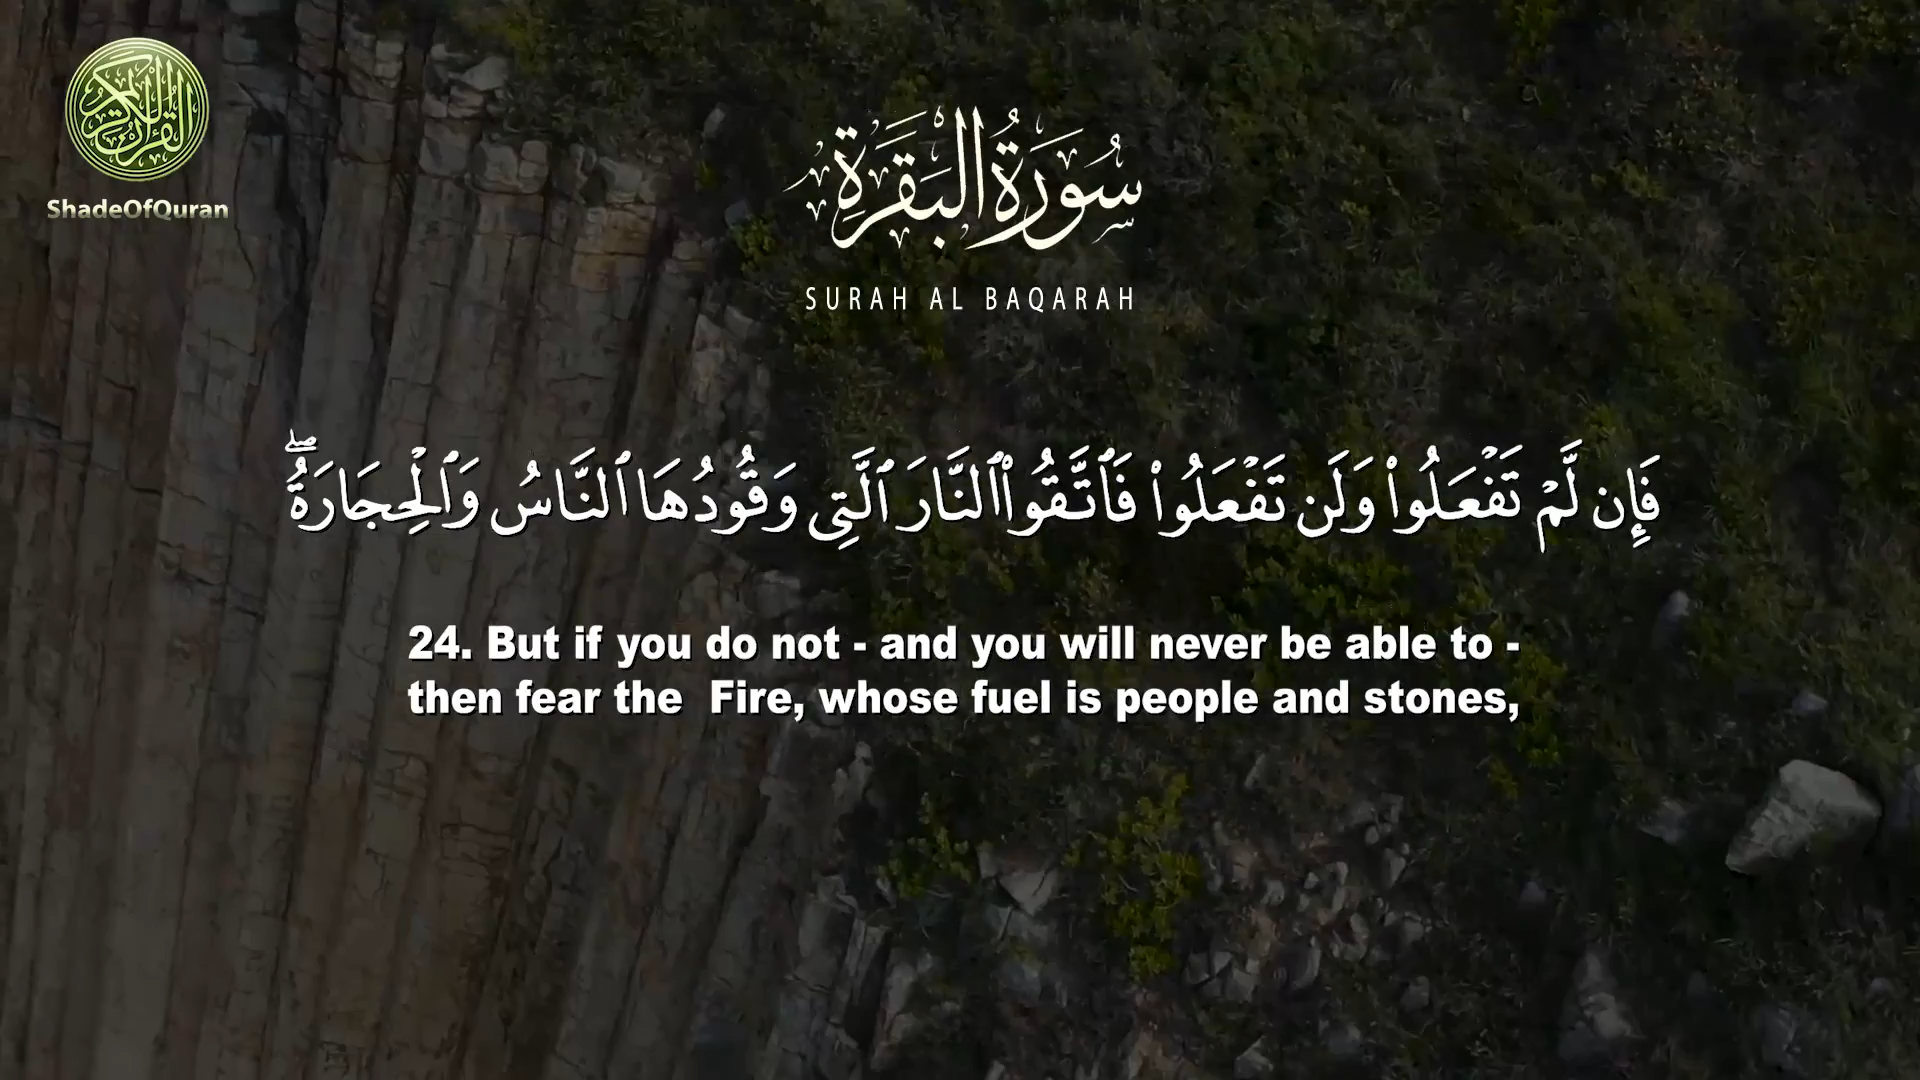 القرآن الكريم
ShadeOfQuran
سُورَةُ البَقَرَةِ
SURAH AL BAQARAH
فَإِن لَّمْ تَفْعَلُوا۟ وَلَن تَفْعَلُوا۟ فَٱتَّقُوا۟ ٱلنَّارَ ٱلَّتِى وَقُودُهَا ٱلنَّاسُ وَٱلْحِجَارَةُ ۖ
24. But if you do not - and you will never be able to -
then fear the  Fire, whose fuel is people and stones,